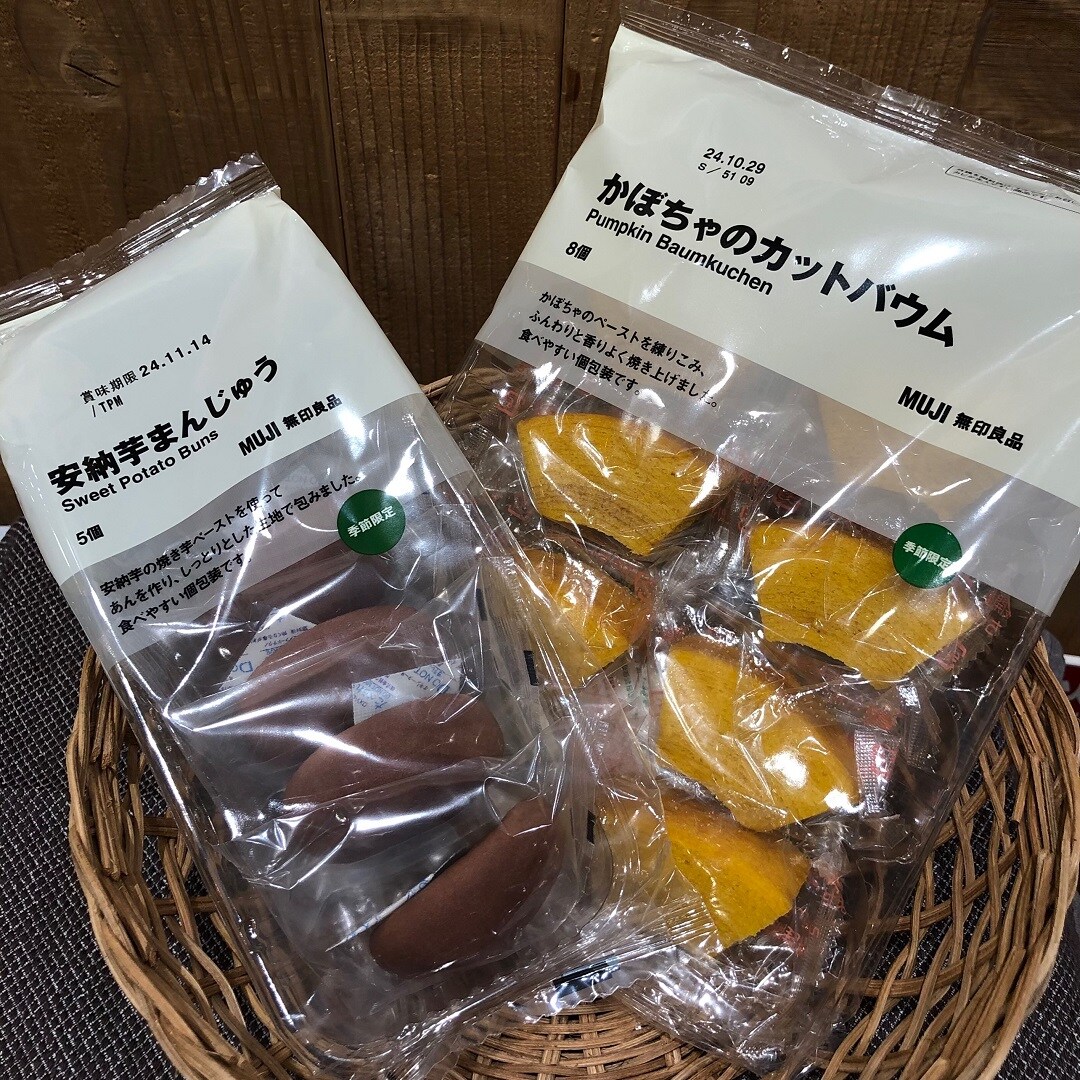 賞味期限 24.11.14
/TPM
安納芋まんじゅう
Sweet Potato Buns
MUJI 無印良品
5個
安納芋の焼き芋ペーストを使って
あんを作り、しっとりとした生地で包みました。
食べやすい個包装です。
季節限定
24.10.29
S/51 09
かぼちゃのカットバウム
Pumpkin Baumkuchen
8個
かぼちゃのペーストを練りこみ、
ふんわりと香りよく焼き上げました。
食べやすい個包装です。
MUJI 無印良品
季節限定